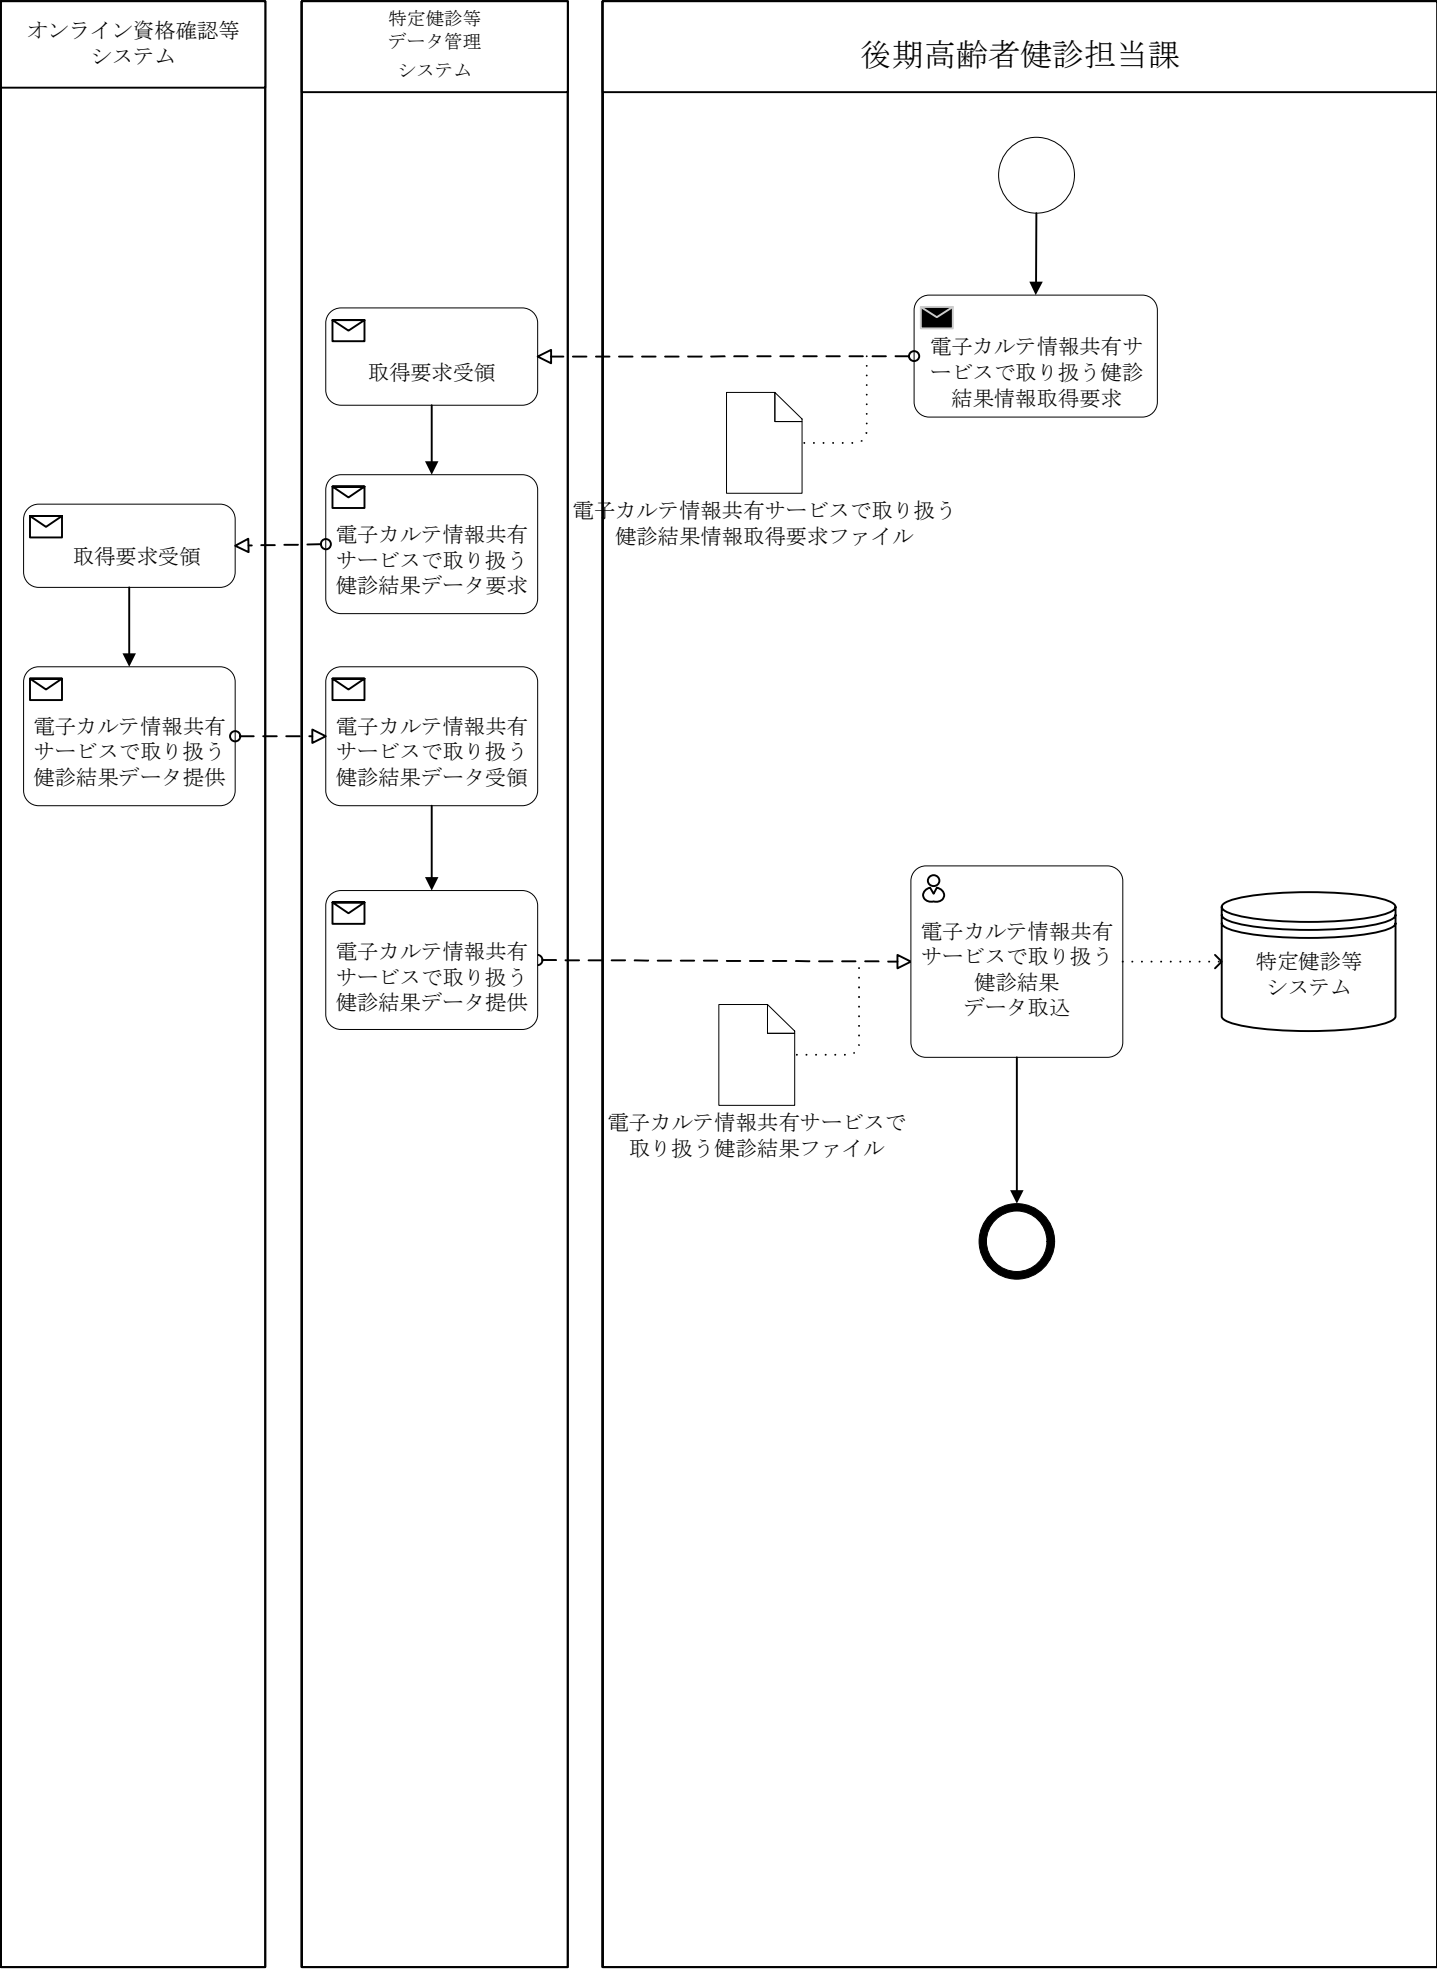 オンライン資格確認等
システム
特定健診等
データ管理
システム
後期高齢者健診担当課
電子カルテ情報共有サ
ービスで取り扱う健診
結果情報取得要求
取得要求受領
電子カルテ情報共有サービスで取り扱う
健診結果情報取得要求ファイル
電子カルテ情報共有
サービスで取り扱う
健診結果データ要求
取得要求受領
電子カルテ情報共有
サービスで取り扱う
健診結果データ提供
電子カルテ情報共有
サービスで取り扱う
健診結果データ受領
電子カルテ情報共有
サービスで取り扱う
健診結果データ提供
電子カルテ情報共有サービスで
取り扱う健診結果ファイル
電子カルテ情報共有
サービスで取り扱う
健診結果
データ取込
特定健診等
システム